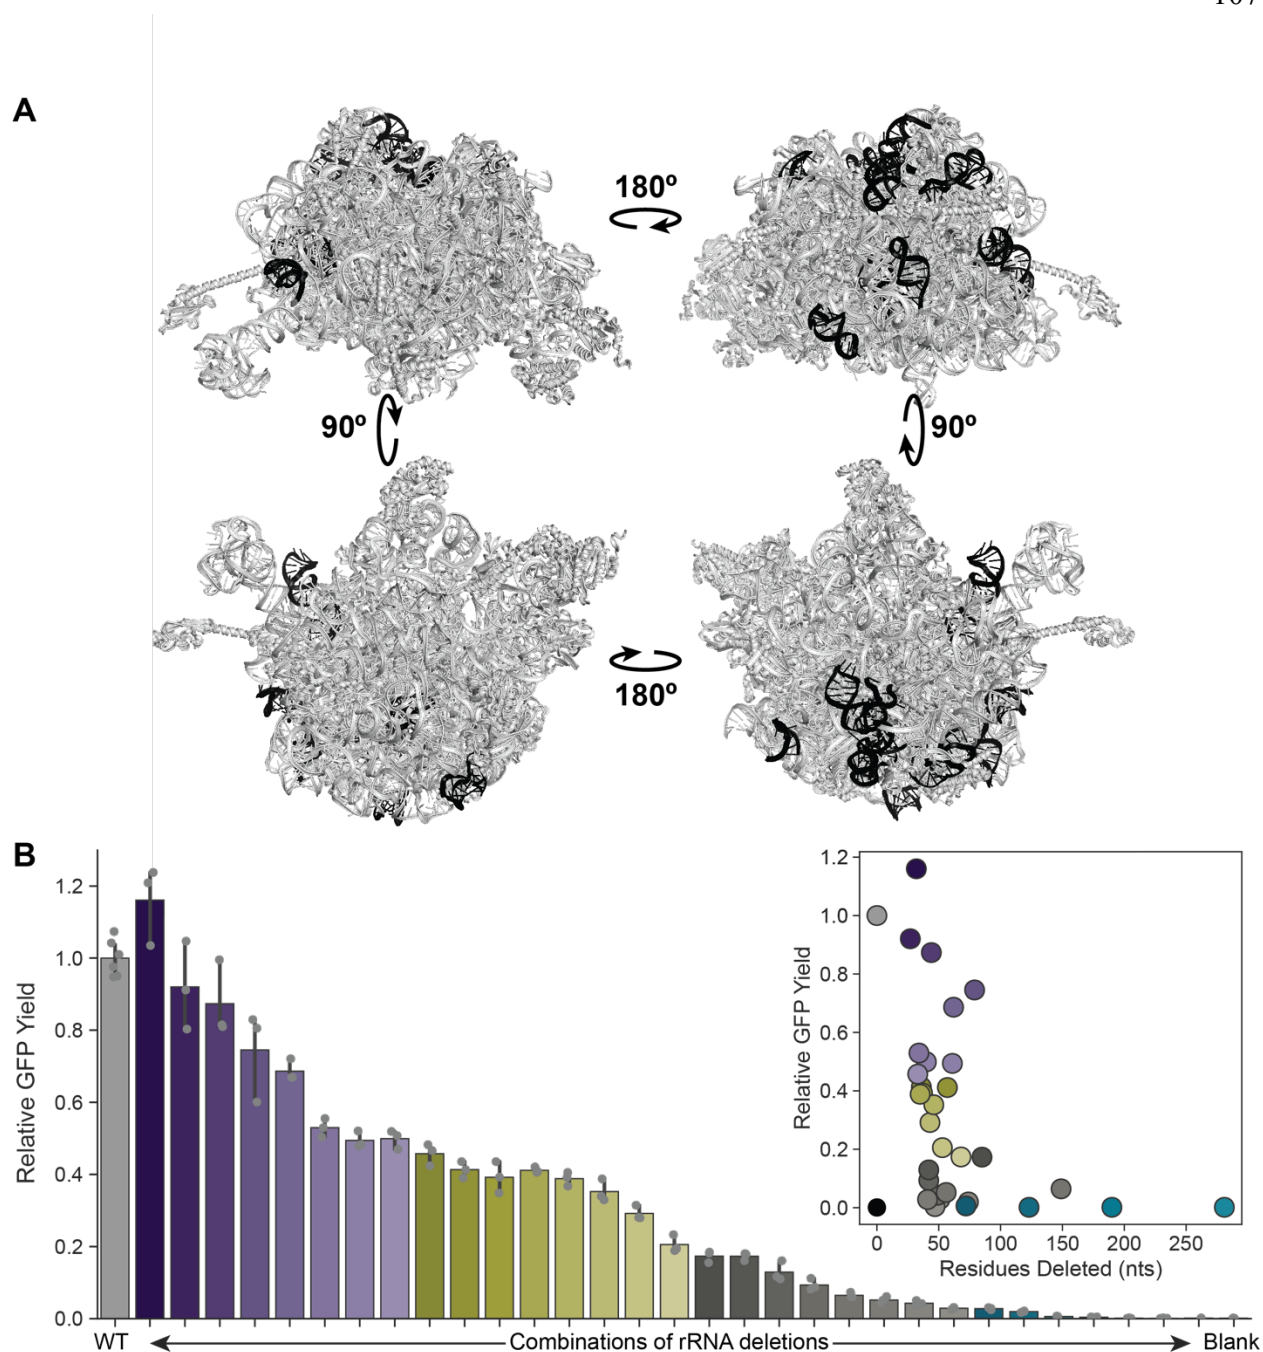 A
180º
90º
90º
180º
B
Relative GFP Yield
1.2
1.0
0.8
0.6
0.4
0.2
0.0
WT
Combinations of rRNA deletions
Blank
Relative GFP Yield
1.2
1.0
0.8
0.6
0.4
0.2
0.0
0 50 100 150 200 250
Residues Deleted (nts)